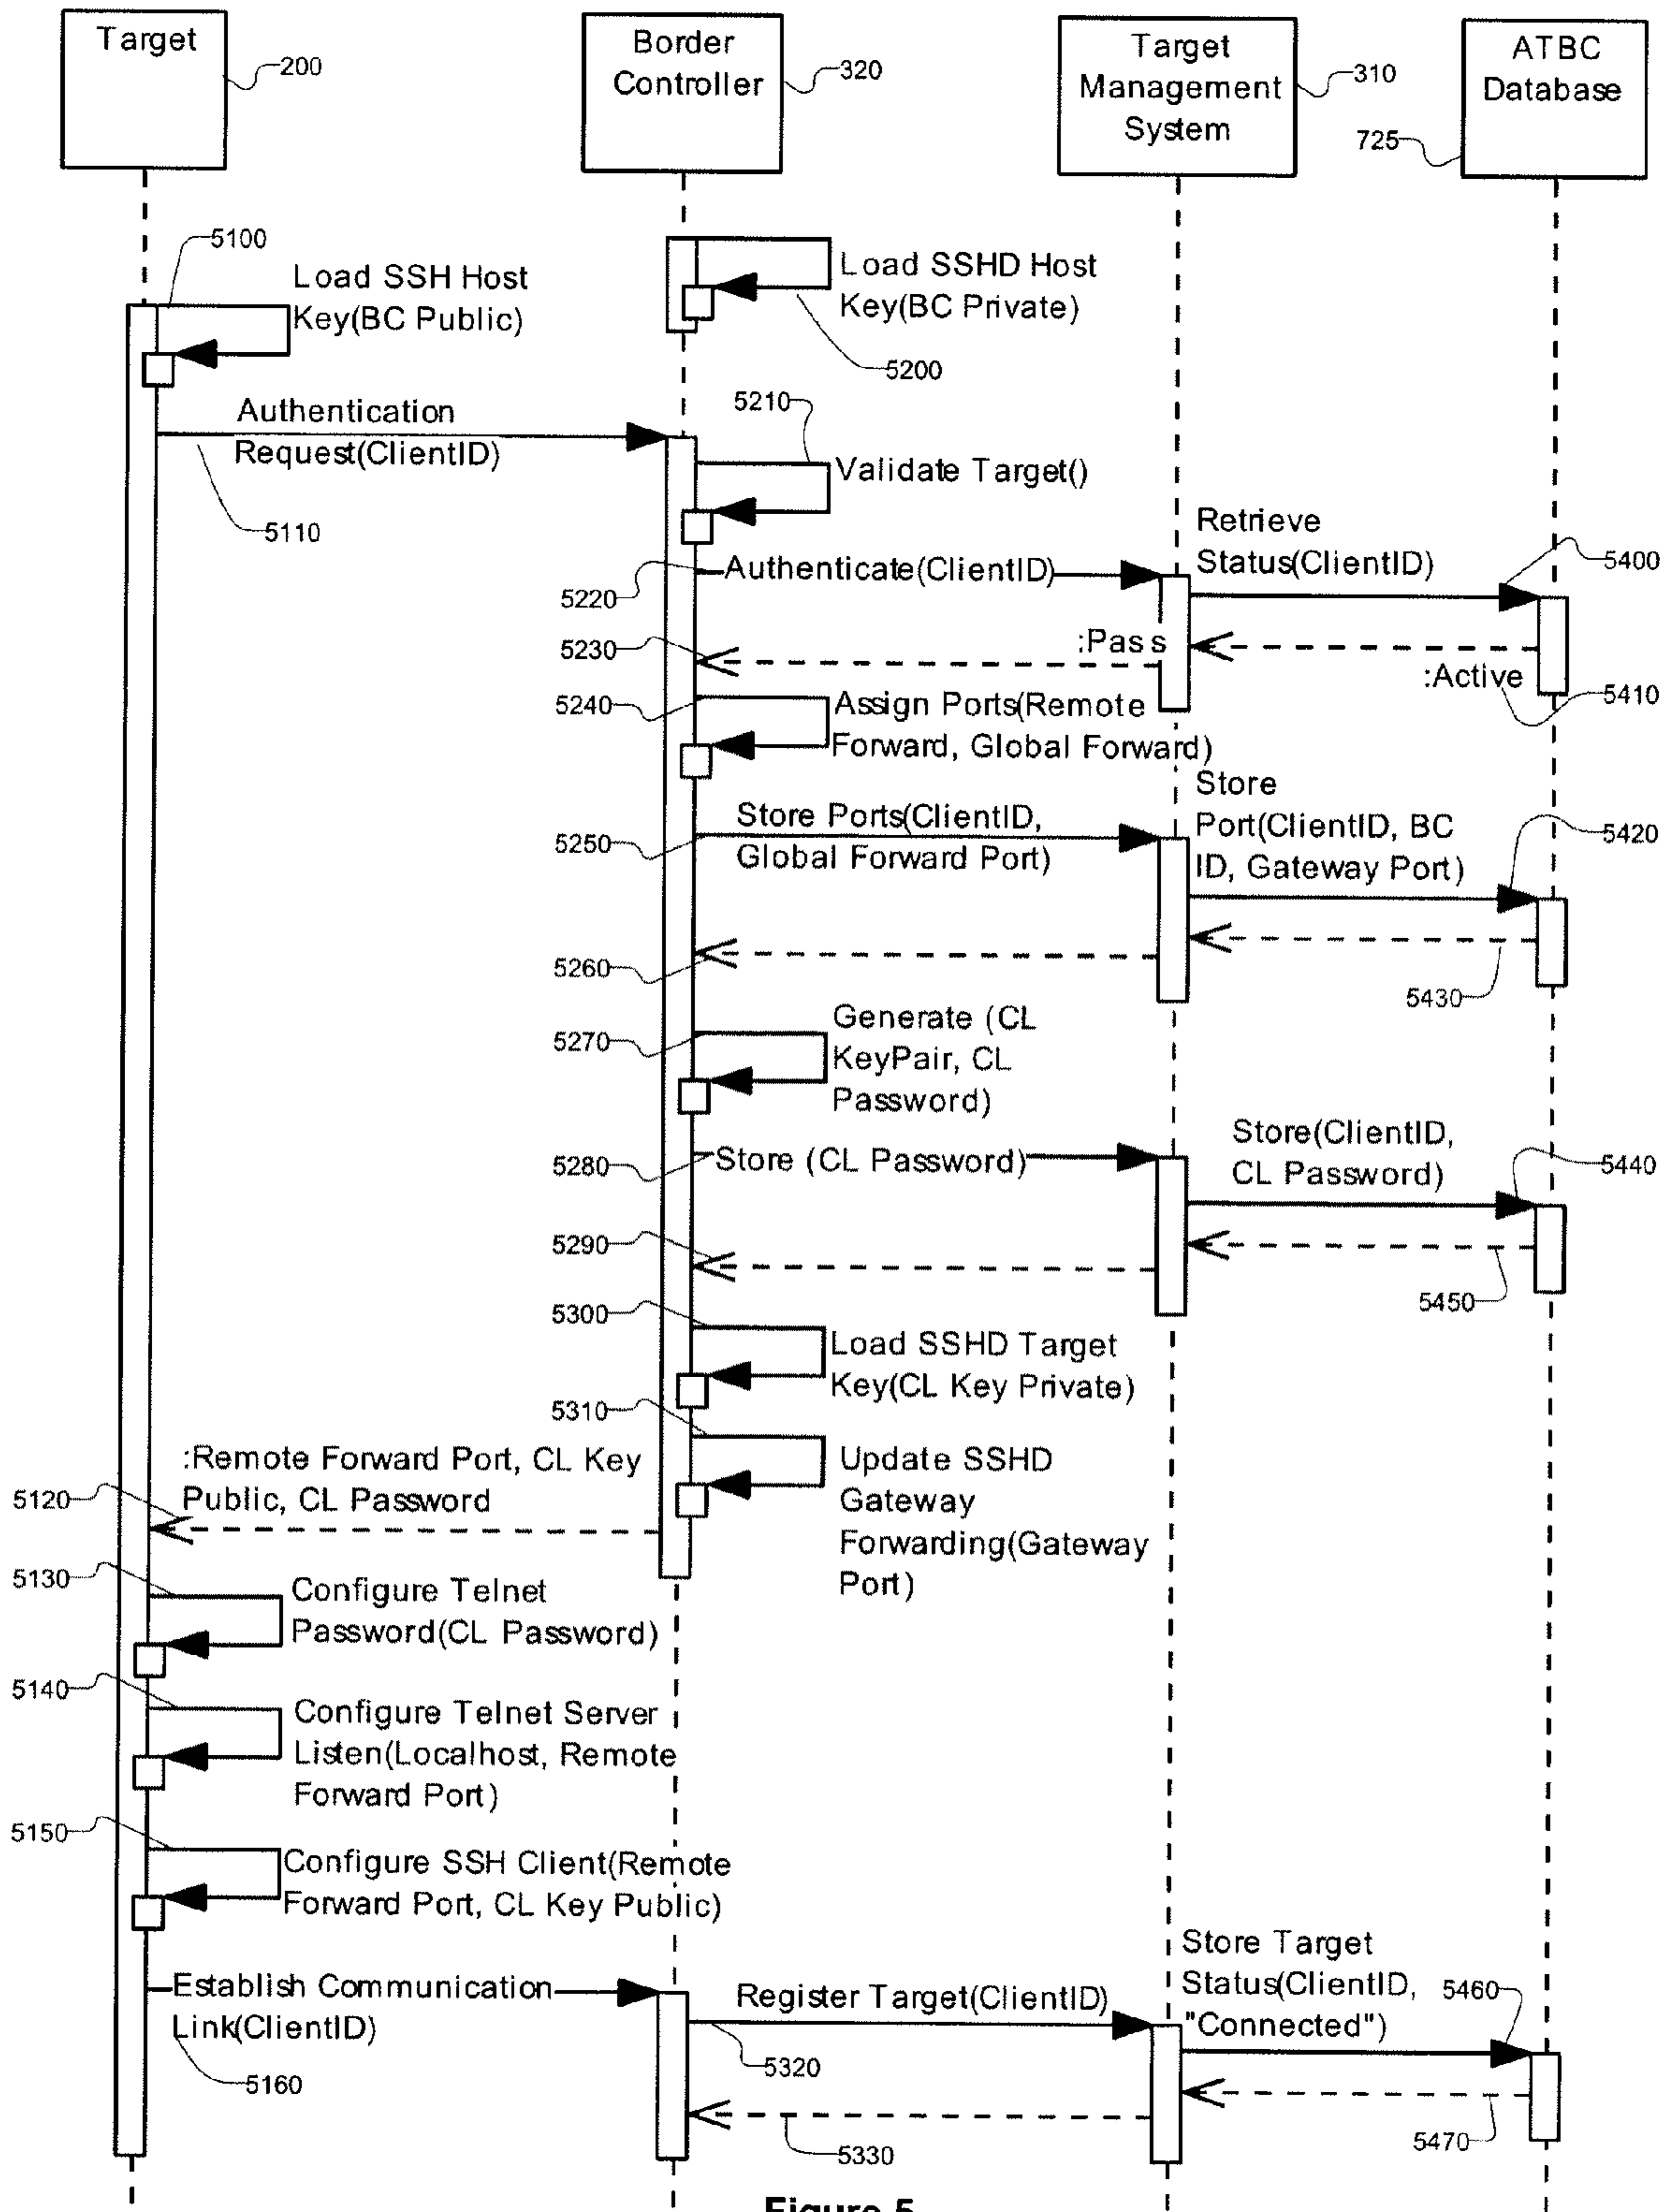 Target
200
Border
Controller
320
Target
Management
System
310
ATBC
Database
725
5100
Load SSH Host
Key(BC Public)
Load SSHD Host
Key(BC Private)
5200
Authentication
Request(ClientID)
5110
5210
Validate Target()
5220
Authenticate(ClientID)
Retrieve
Status(ClientID)
5400
5230
:Pass
:Active
5410
5240
Assign Ports(Remote
Forward, Global Forward)
Store Ports(ClientID,
Global Forward Port)
5250
Store
Port(ClientID, BC
ID, Gateway Port)
5420
5260
5430
5270
Generate (CL
KeyPair, CL
Password)
5280
Store (CL Password)
Store(ClientID,
CL Password)
5440
5290
5450
5300
Load SSHD Target
Key(CL Key Private)
5310
Update SSHD
Gateway
Forwarding(Gateway
Port)
:Remote Forward Port, CL Key
Public, CL Password
5120
5130
Configure Telnet
Password(CL Password)
5140
Configure Telnet Server
Listen(Localhost, Remote
Forward Port)
5150
Configure SSH Client(Remote
Forward Port, CL Key Public)
Establish Communication
Link(ClientID)
5160
Register Target(ClientID)
5320
Store Target
Status(ClientID,
"Connected")
5460
5330
5470
Figure 5